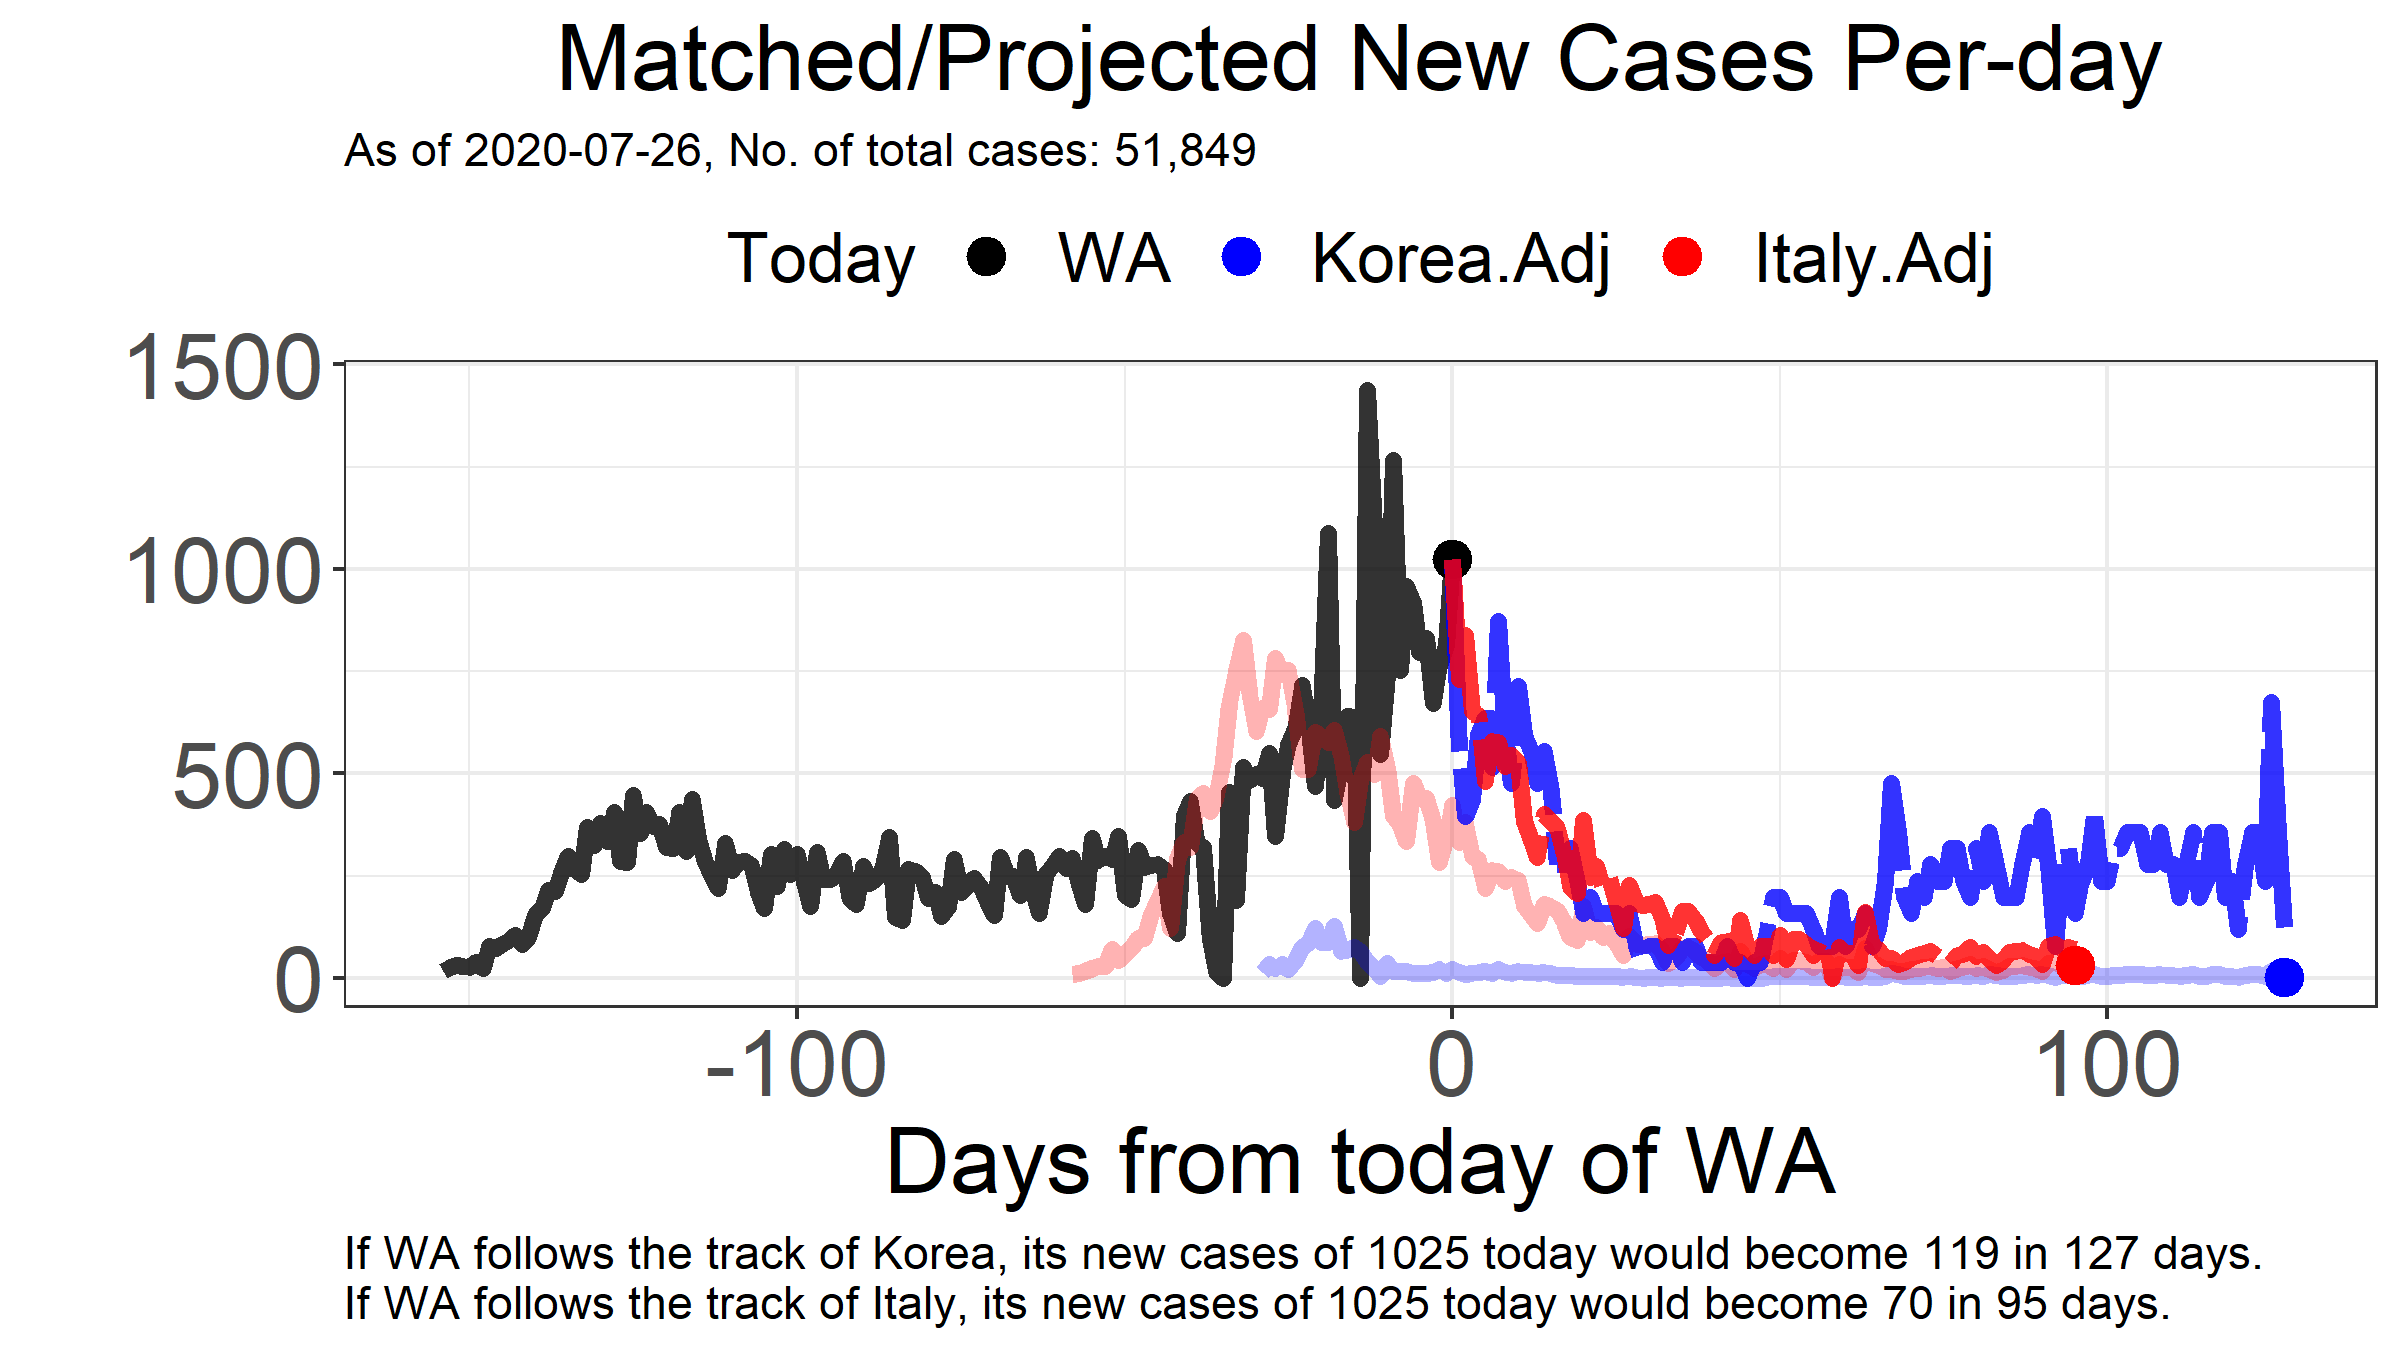 Matched/Projected New Cases Per-day
As of 2020-07-26, No. of total cases: 51,849
Today WA Korea.Adj Italy.Adj
1500
1000
500
0
-100 0 100
Days from today of WA
If WA follows the track of Korea, its new cases of 1025 today would become 119 in 127 days.
If WA follows the track of Italy, its new cases of 1025 today would become 70 in 95 days.